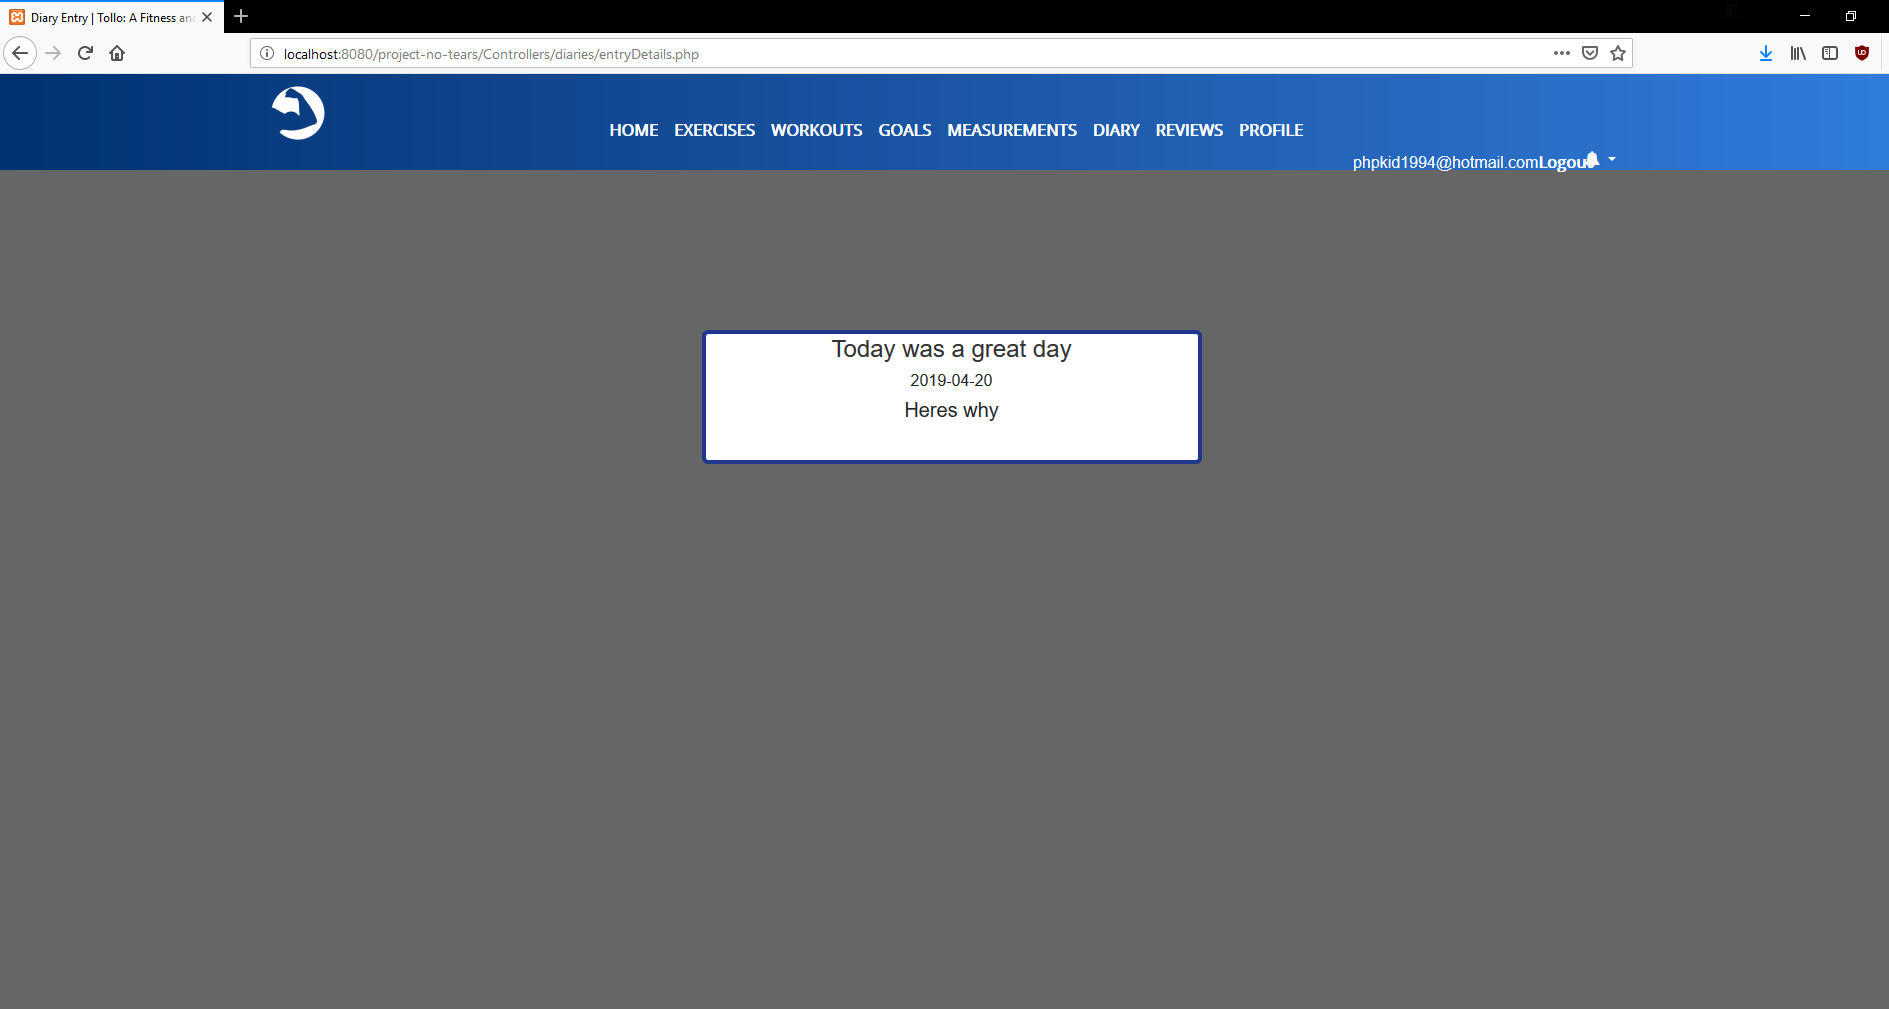 Diary Entry | Tollo: A Fitness an
localhost:8080/project-no-tears/Controllers/diaries/entryDetails.php
HOME EXERCISES WORKOUTS GOALS MEASUREMENTS DIARY REVIEWS PROFILE
phpkid1994@hotmail.comLogout
Today was a great day
2019-04-20
Heres why